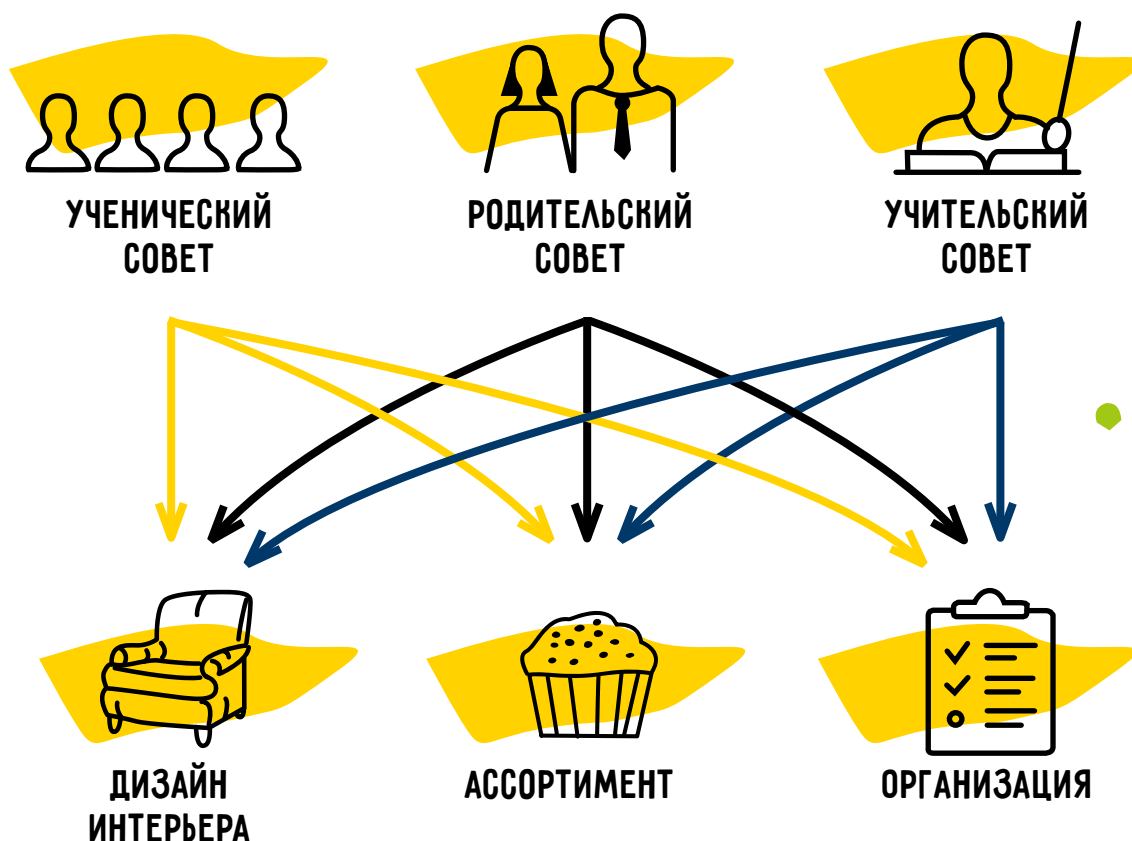 УЧЕНИЧЕСКИЙ
СОВЕТ
РОДИТЕЛЬСКИЙ
СОВЕТ
УЧИТЕЛЬСКИЙ
СОВЕТ
ДИЗАЙН
ИНТЕРЬЕРА
АССОРТИМЕНТ
ОРГАНИЗАЦИЯ